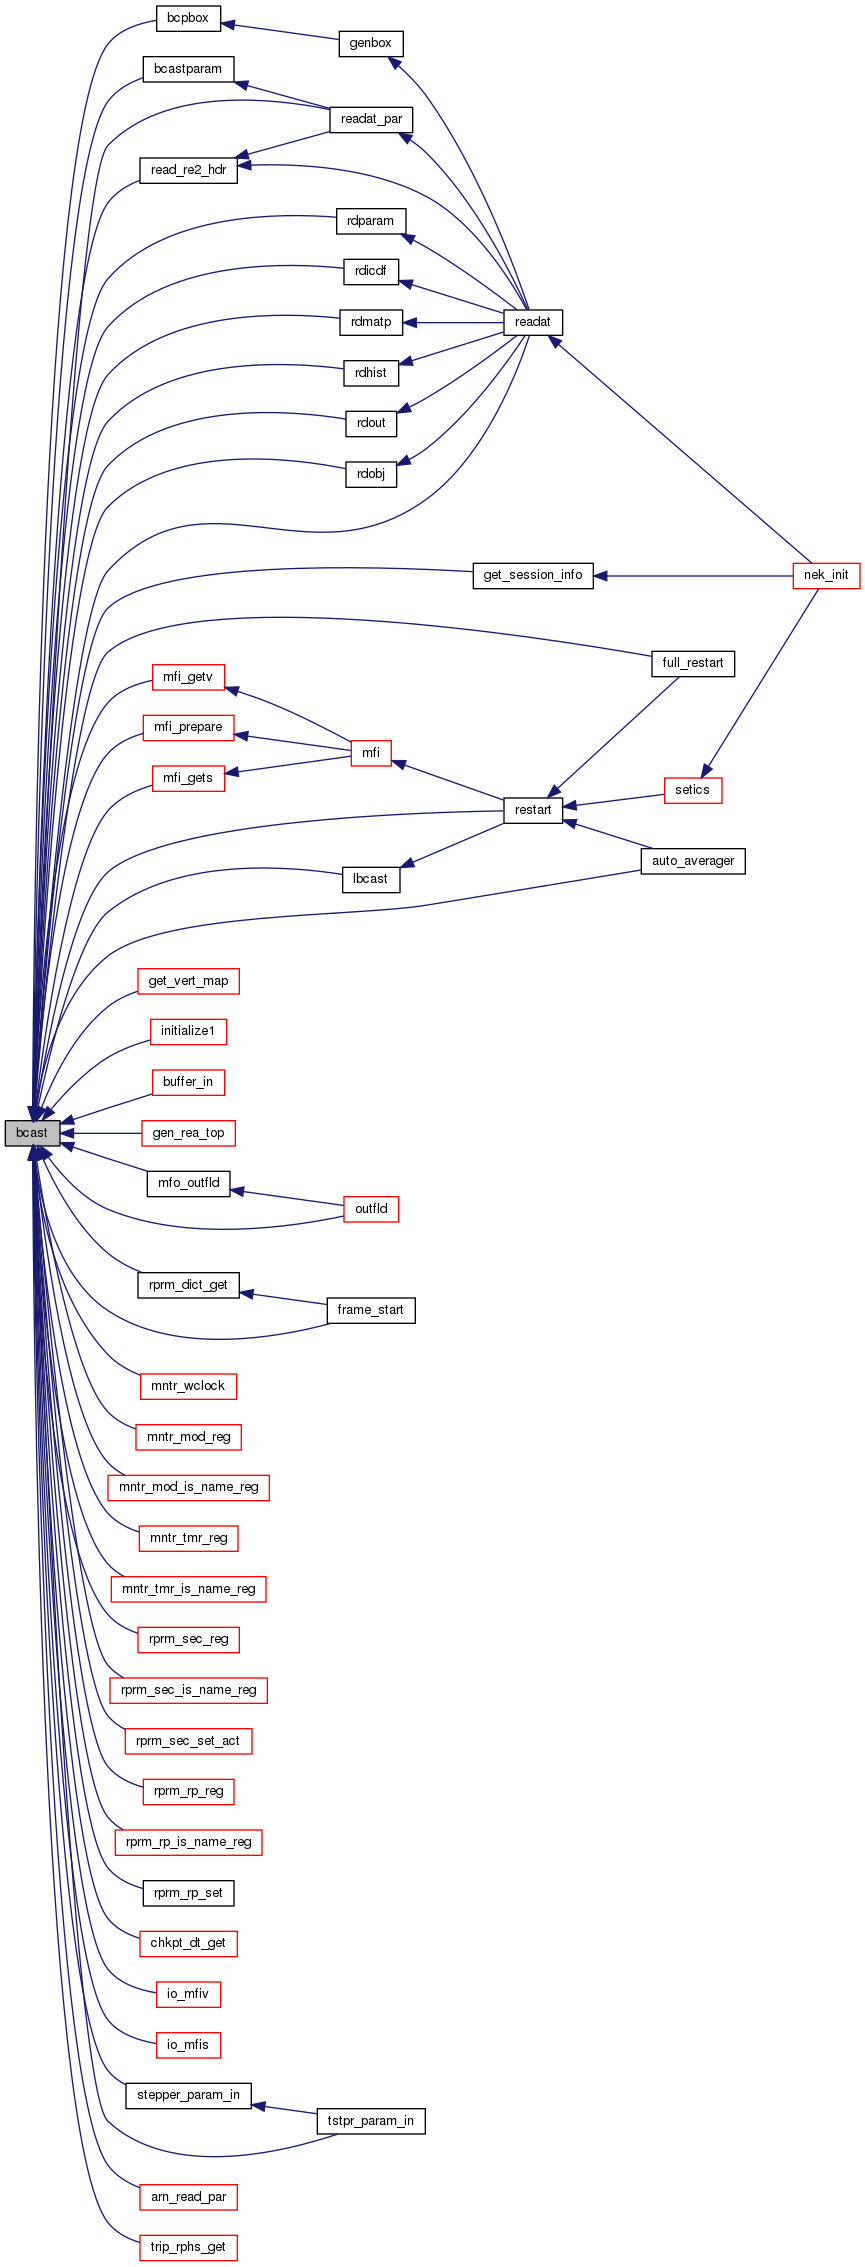 bcpbox
genbox
bcastparam
readat_par
read_re2_hdr
rdparam
rdicdf
rdmatp
readat
rdhist
rdout
rdobj
get_session_info
nek_init
full_restart
mfi_getv
mfi_prepare
mfi
mfi_gets
setics
restart
auto_averager
lbcast
get_vert_map
initialize1
buffer_in
bcast
gen_rea_top
mfo_outfld
outfld
rprm_dict_get
frame_start
mntr_wclock
mntr_mod_reg
mntr_mod_is_name_reg
mntr_tmr_reg
mntr_tmr_is_name_reg
rprm_sec_reg
rprm_sec_is_name_reg
rprm_sec_set_act
rprm_rp_reg
rprm_rp_is_name_reg
rprm_rp_set
chkpt_dt_get
io_mfiv
io_mfis
stepper_param_in
tstpr_param_in
arn_read_par
trip_rphs_get